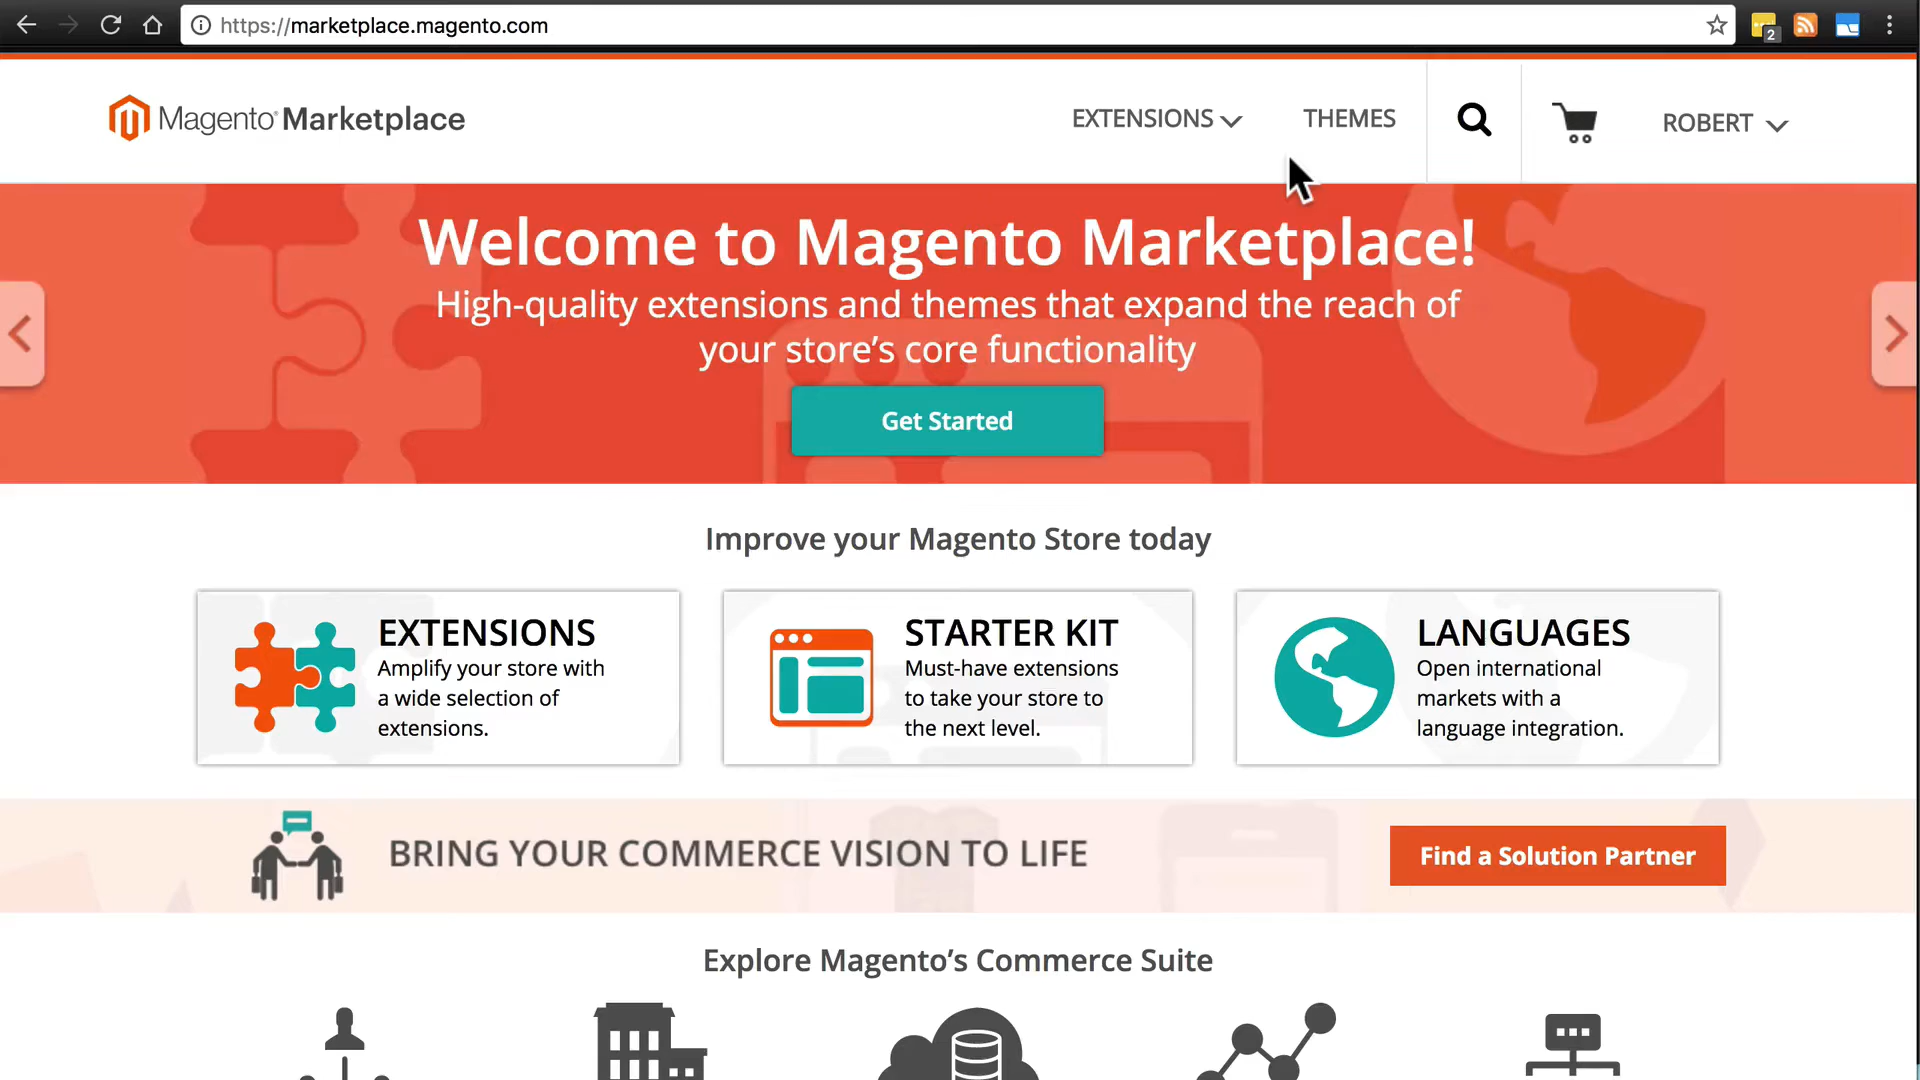 https://marketplace.magento.com
2
Magento Marketplace
EXTENSIONS
THEMES
ROBERT
Welcome to Magento Marketplace!
High-quality extensions and themes that expand the reach of
your store’s core functionality
Get Started
Improve your Magento Store today
EXTENSIONS
Amplify your store with
a wide selection of
extensions.
STARTER KIT
Must-have extensions
to take your store to
the next level.
LANGUAGES
Open international
markets with a
language integration.
BRING YOUR COMMERCE VISION TO LIFE
Find a Solution Partner
Explore Magento’s Commerce Suite